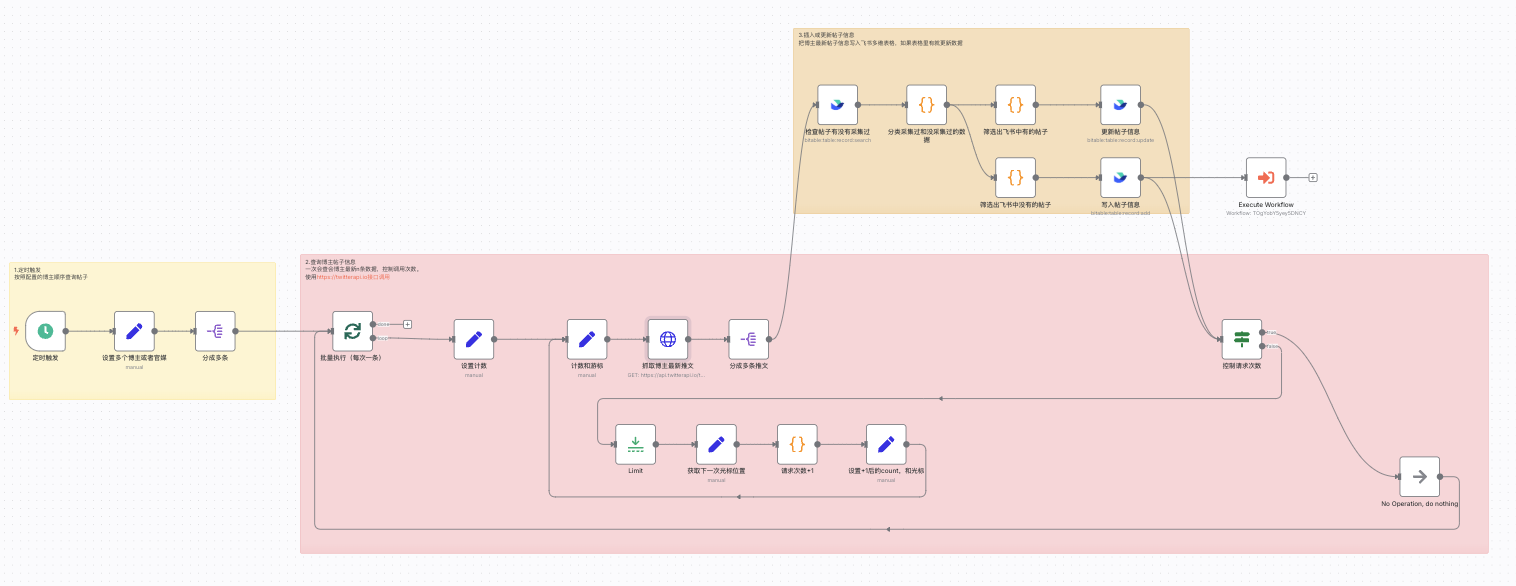 3.插入或更新帖子信息
把博主最新帖子信息写入飞书多维表格，如果表格里有就更新数据
检查帖子有没有采集过
bitable:table:record:search
分类采集过和没采集过的数
据
筛选出飞书中有的帖子
更新帖子信息
bitable:table:record:update
筛选出飞书中没有的帖子
写入帖子信息
bitable:table:record:add
Execute Workflow
1.定时触发
按照配置的博主顺序查询帖子
定时触发
设置多个博主或者官媒
manual
分成多条
2.查询博主帖子信息
一次会查会博主最新n条数据，控制调用次数。
使用https://twitterapi.io接口调用
done
loop
批量执行（每次一条）
设置计数
manual
计数和游标
manual
抓取博主最新推文
GET: https://api.twitterapi.io/t...
分成多条推文
true
false
控制请求次数
Limit
获取下一次光标位置
manual
请求次数+1
设置+1后的count，和光标
manual
No Operation, do nothing